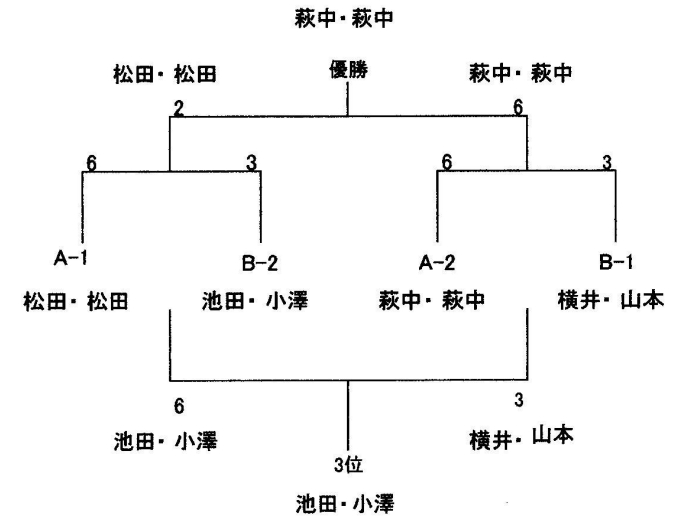 萩中・萩中
優勝
松田・松田 萩中・萩中
2 6
6 3 6 3
A-1 B-2 A-2 B-1
松田・松田 池田・小澤 萩中・萩中 横井・山本
6 3
池田・小澤 横井・山本
3位
池田・小澤